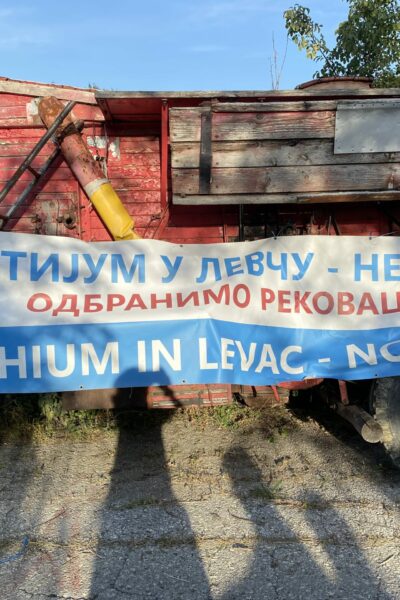 ТИЈУМ У ЛЕВЧУ - НЕ
ОДБРАНИМО РЕКОВАЦ
HIUM IN LEVAC - NO